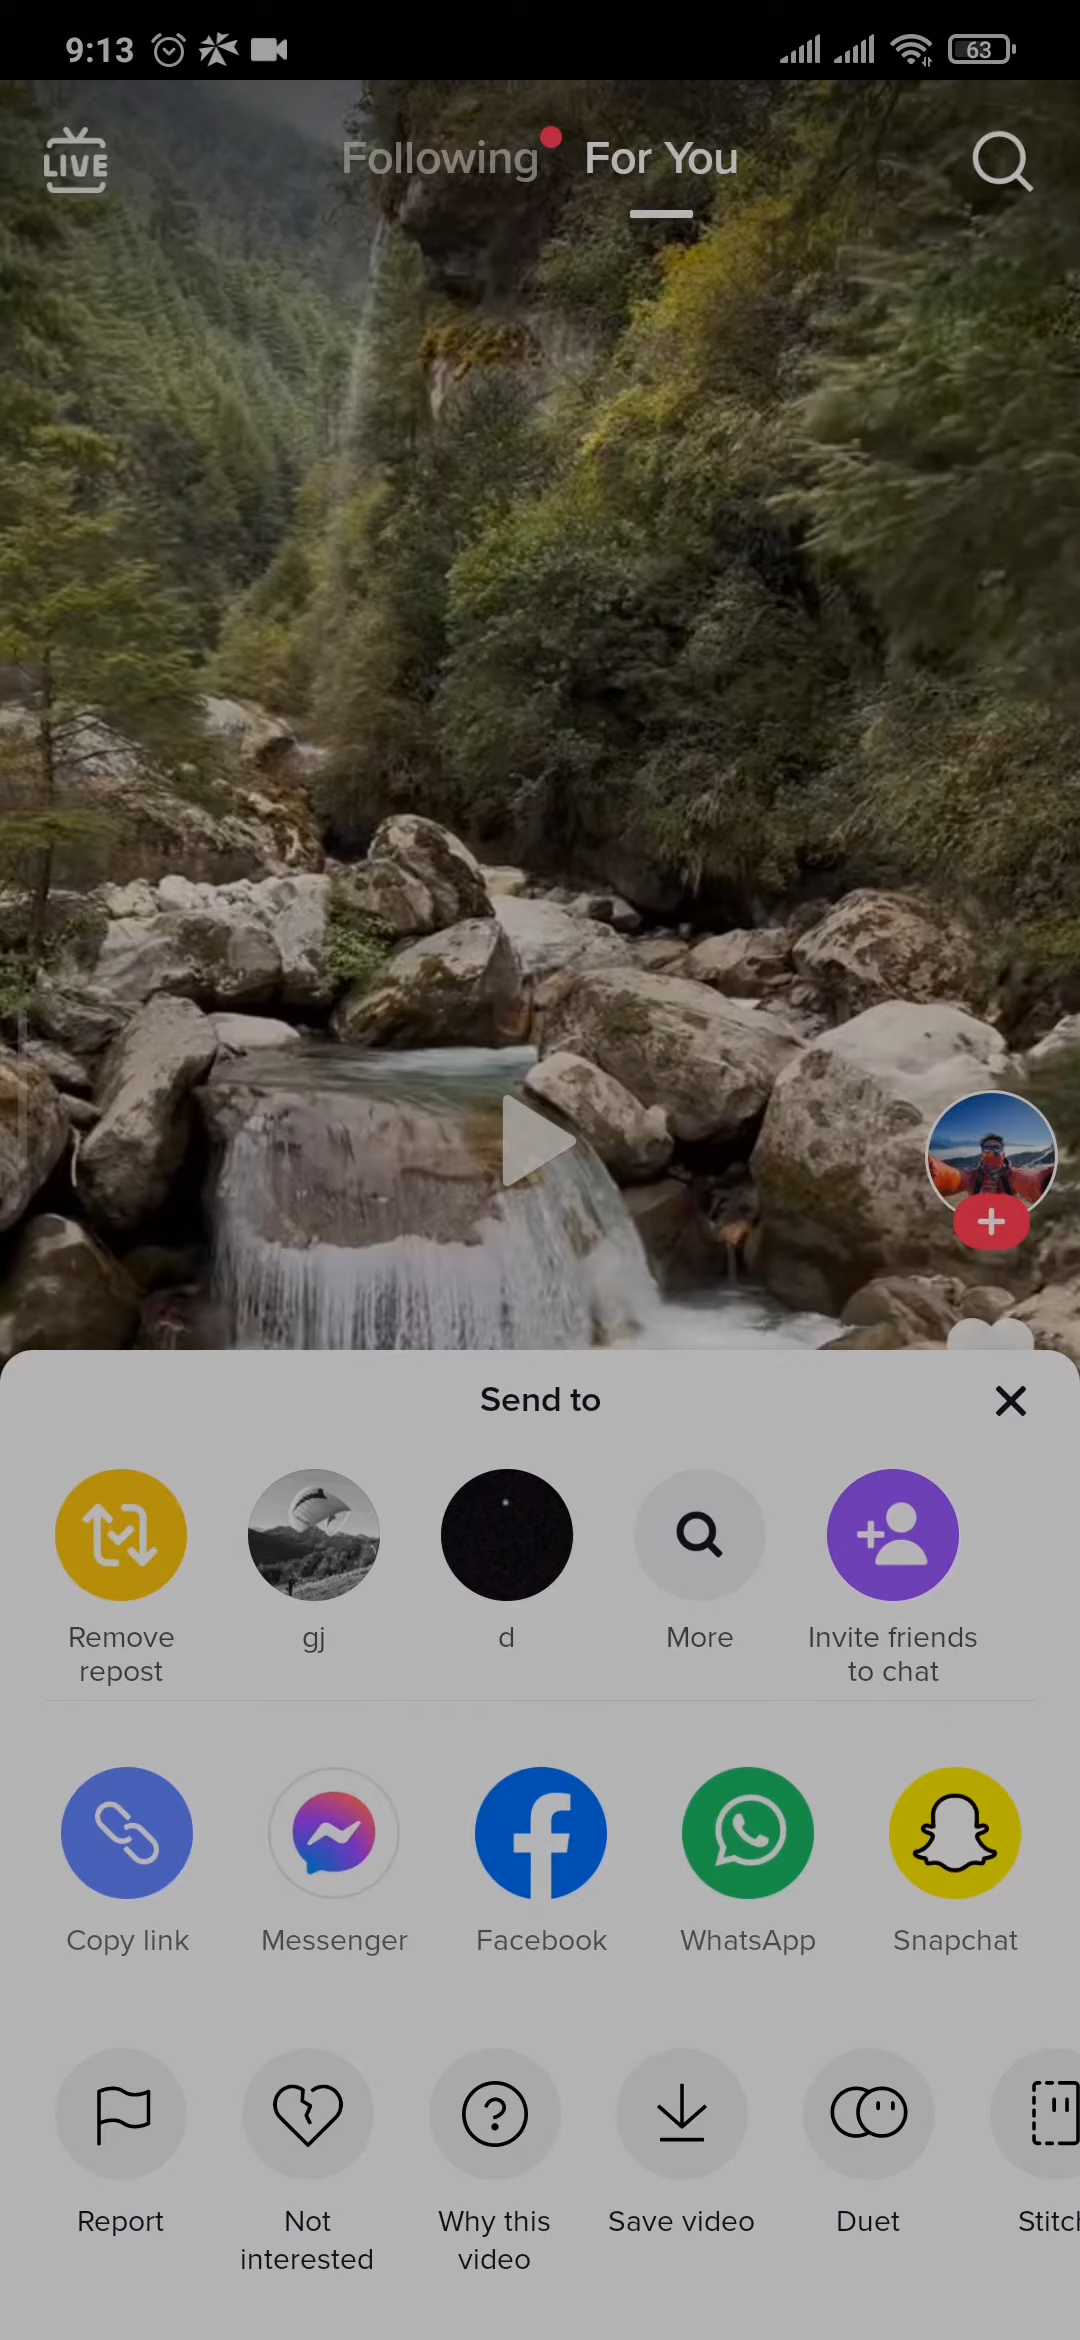 9:13
63
LIVE
Following For You
Send to
Remove
repost
gj
d
More
Invite friends
to chat
Copy link
Messenger
Facebook
WhatsApp
Snapchat
Report
Not
interested
Why this
video
Save video
Duet
Stitch